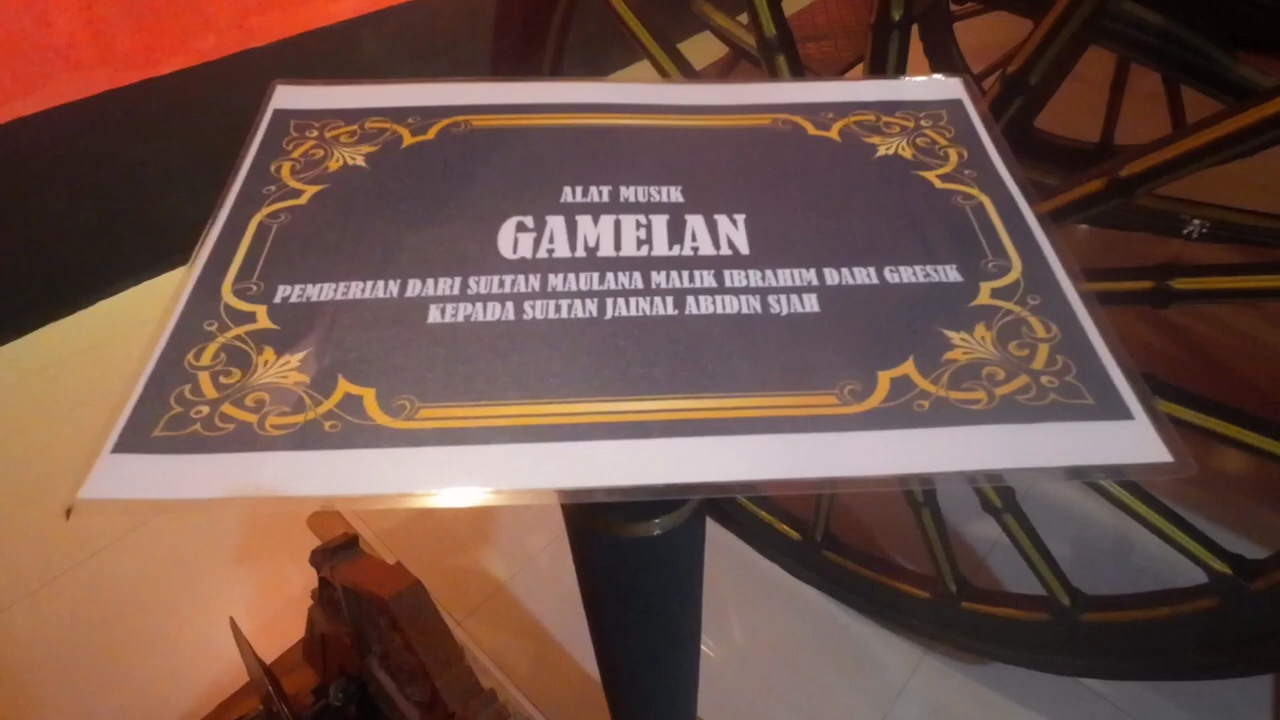 ALAT MUSIK
GAMELAN
PEMBERIAN DARI SULTAN MAULANA MALIK IBRAHIM DARI GRESIK
KEPADA SULTAN JAINAL ABIDIN SJAH